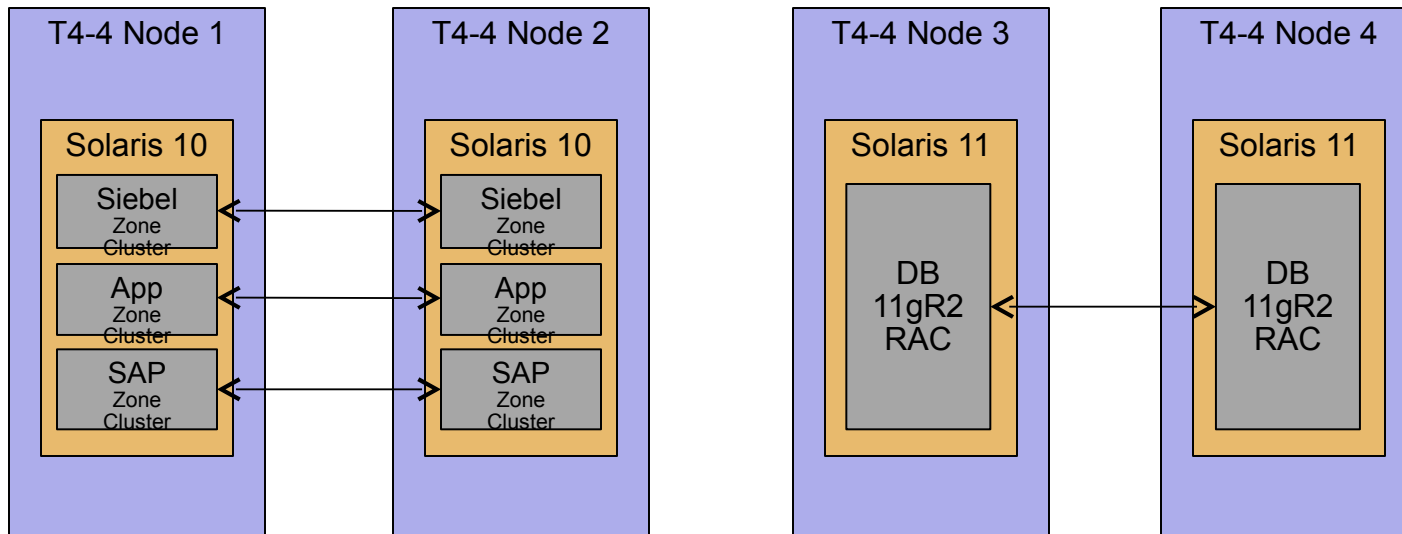 T4-4 Node 1
Solaris 10
Siebel
Zone
Cluster
App
Zone
Cluster
SAP
Zone
Cluster
T4-4 Node 2
Solaris 10
Siebel
Zone
Cluster
App
Zone
Cluster
SAP
Zone
Cluster
T4-4 Node 3
Solaris 11
DB
11gR2
RAC
T4-4 Node 4
Solaris 11
DB
11gR2
RAC